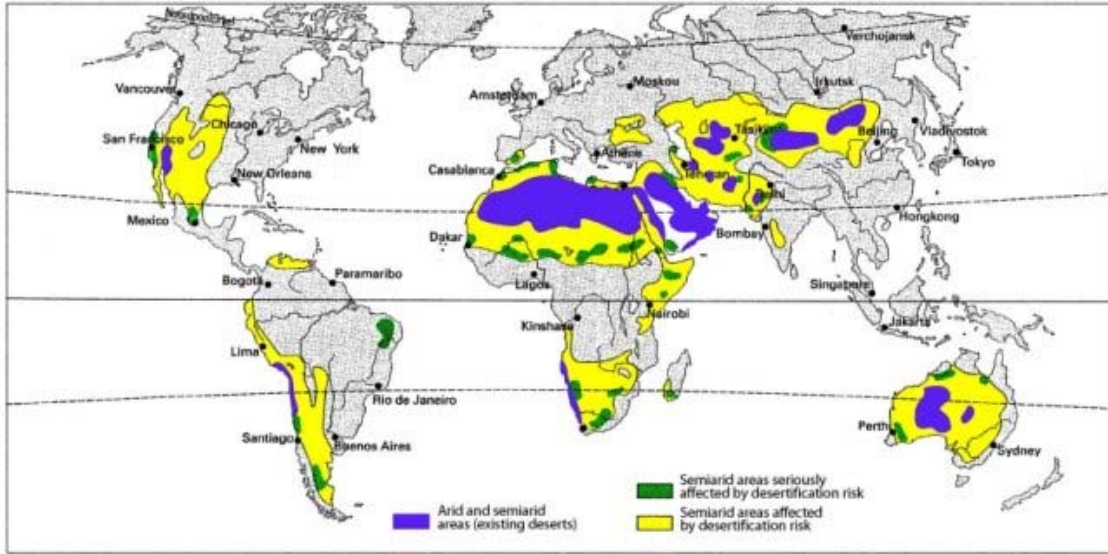 Verchojansk
Moskou
Irkutsk
Vancouver
Amsterdam
Chicago
Beijing
Vladivostok
San Francisco
New York
Athene
Tokyo
Casablanca
Teheran
New Orleans
Delhi
Mexico
Hongkong
Dakar
Bombay
Paramaribo
Bogotá
Lagos
Singapore
Nairobi
Kinshasa
Jakarta
Lima
Rio de Janeiro
Perth
Santiago
Buenos Aires
Sydney
Arid and semiarid
areas (existing deserts)
Semiarid areas seriously
affected by desertification risk
Semiarid areas affected
by desertification risk